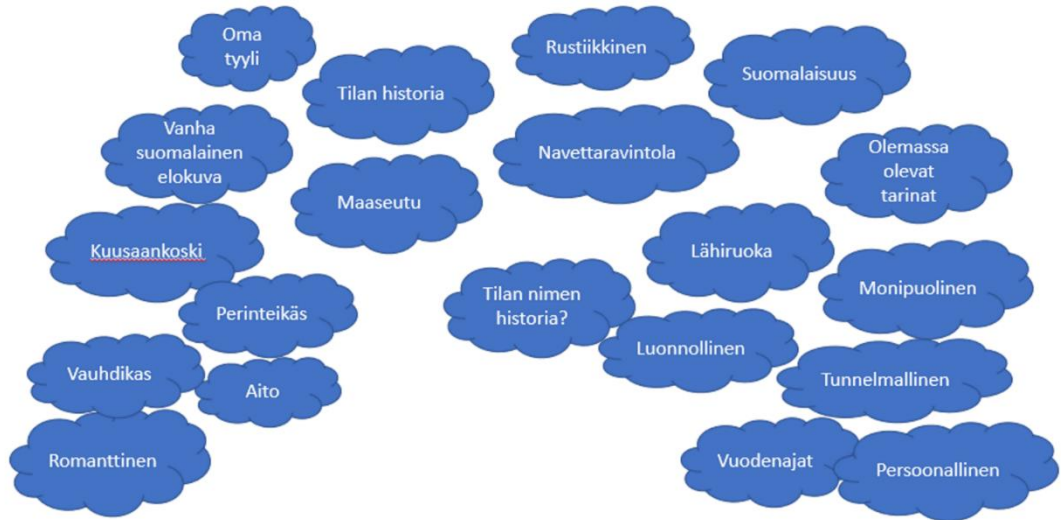 Oma
tyyli
Rustiikkinen
Suomalaisuus
Tilan historia
Vanha
suomalainen
elokuva
Navettaravintola
Olemassa
olevat
tarinat
Maaseutu
Kuusaankoski
Lähiruoka
Monipuolinen
Tilan nimen
historia?
Perinteikäs
Luonnollinen
Vauhdikas
Aito
Tunnelmallinen
Romanttinen
Vuodenajat
Persoonallinen